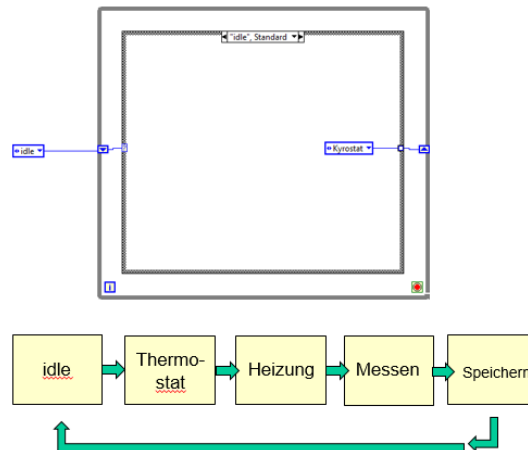 "idle", Standard
idle
Kyrostat
i
idle
Thermo-
stat
Heizung
Messen
Speichern